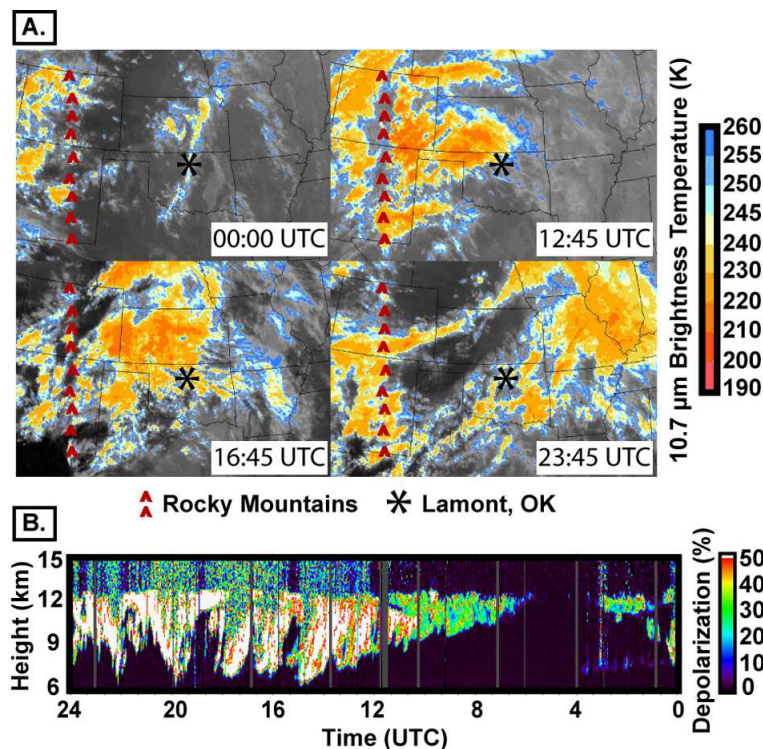 A.
00:00 UTC
12:45 UTC
16:45 UTC
23:45 UTC
10.7 µm Brightness Temperature (K)
260
260
245
240
230
220
210
200
190
Rocky Mountains
Lamont, OK
B.
Height (km)
15
12
9
6
24 20 16 12 8 4 0
Time (UTC)
Depolarization (%)
50
40
30
20
10
0